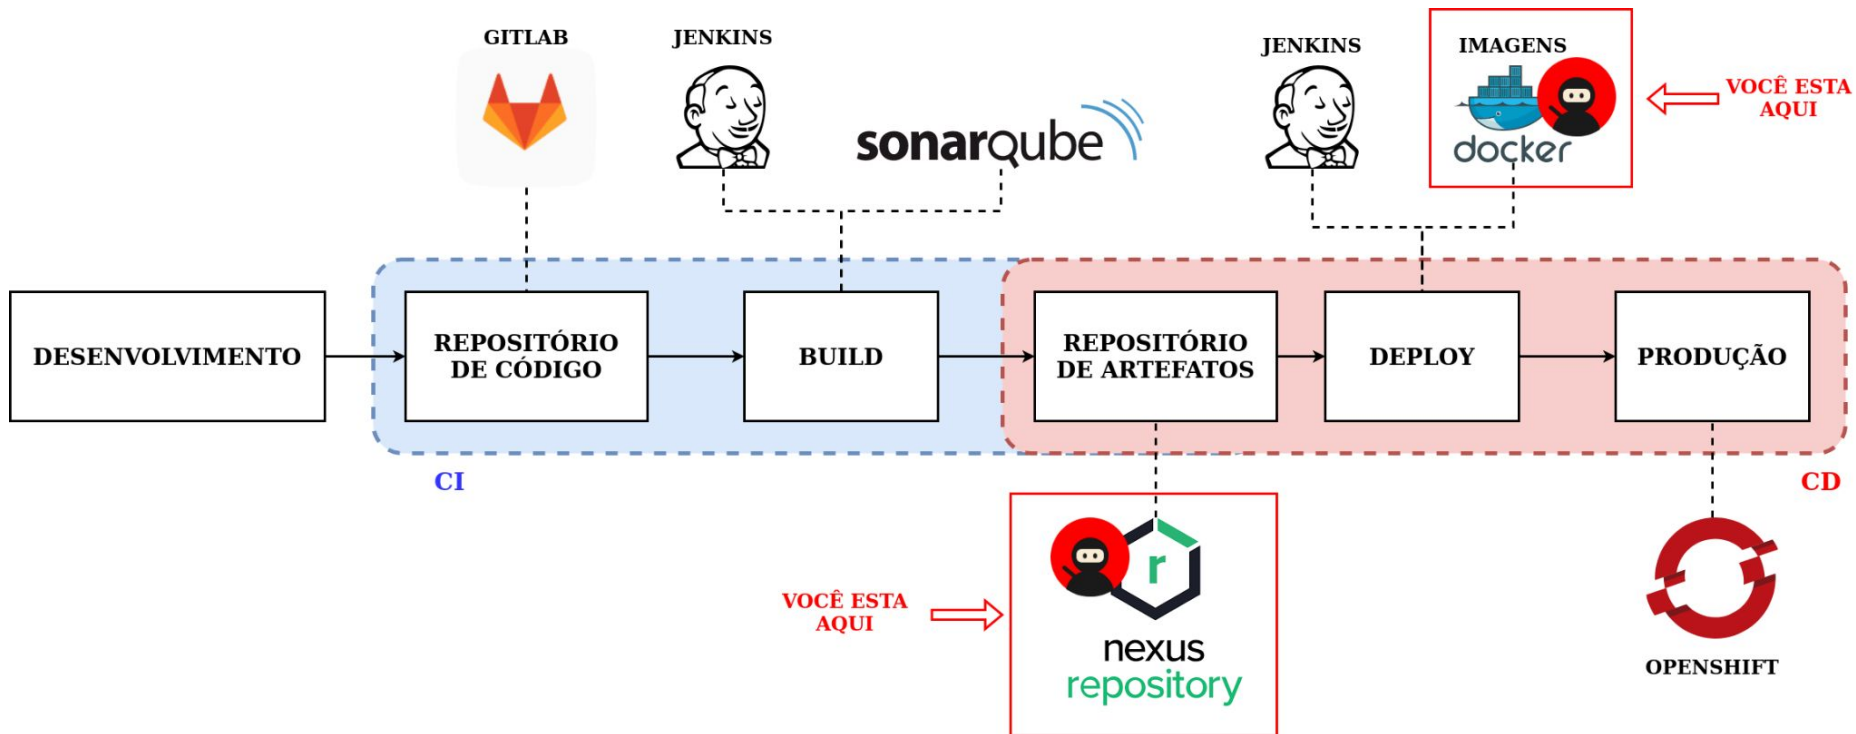 GITLAB
JENKINS
sonarqube
JENKINS
IMAGENS
docker
VOCÊ ESTA
AQUI
DESENVOLVIMENTO
REPOSITÓRIO
DE CÓDIGO
BUILD
REPOSITÓRIO
DE ARTEFATOS
DEPLOY
PRODUÇÃO
CI
CD
VOCÊ ESTA
AQUI
r
nexus
repository
OPENSHIFT